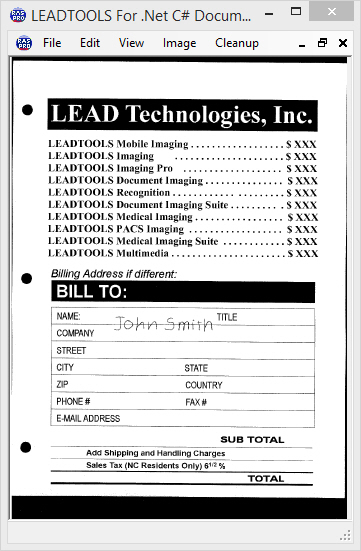 LEADTOOLS For .Net C# Docum...
RAS PRO
File Edit View Image Cleanup
LEAD Technologies, Inc.
LEADTOOLS Mobile Imaging . . . . . . . . . . . . . . . . . . . $ XXX
LEADTOOLS Imaging . . . . . . . . . . . . . . . . . . . . . . $ XXX
LEADTOOLS Imaging Pro . . . . . . . . . . . . . . . . . . . . $ XXX
LEADTOOLS Document Imaging . . . . . . . . . . . . . . . . $ XXX
LEADTOOLS Recognition . . . . . . . . . . . . . . . . . . . . . . $ XXX
LEADTOOLS Document Imaging Suite . . . . . . . . . . . $ XXX
LEADTOOLS Medical Imaging . . . . . . . . . . . . . . . . . . $ XXX
LEADTOOLS PACS Imaging . . . . . . . . . . . . . . . . . . . $ XXX
LEADTOOLS Medical Imaging Suite . . . . . . . . . . . . $ XXX
LEADTOOLS Multimedia . . . . . . . . . . . . . . . . . . . . . . $ XXX
Billing Address if different:
BILL TO:
NAME: John Smith TITLE
COMPANY
STREET
CITY STATE
ZIP COUNTRY
PHONE # FAX #
E-MAIL ADDRESS
SUB TOTAL
Add Shipping and Handling Charges
Sales Tax (NC Residents Only) 6 1/2 %
TOTAL